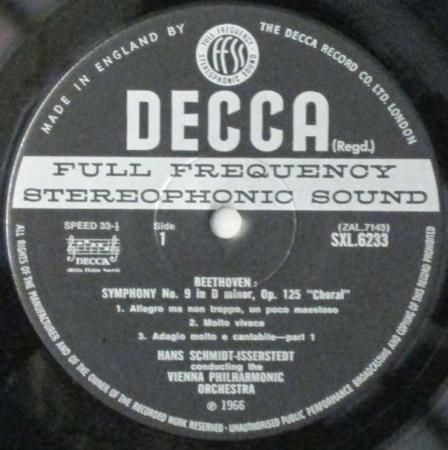 MADE IN ENGLAND BY
THE DECCA RECORD CO. LTD. LONDON
FULL FREQUENCY
ffss
STEREOPHONIC SOUND
DECCA (Regd.)
FULL FREQUENCY
STEREOPHONIC SOUND
SPEED 33-⅓
DECCA
Side
1
(ZAL.7143)
SXL.6233
BEETHOVEN:
SYMPHONY No. 9 in D minor, Op. 125 "Choral"
1. Allegro ma non troppo, un poco maestoso
2. Molto vivace
3. Adagio molto e cantabile—part 1
HANS SCHMIDT-ISSERSTEDT
conducting the
VIENNA PHILHARMONIC
ORCHESTRA
℗ 1966
ALL RIGHTS OF THE MANUFACTURER AND OF THE OWNER OF THE RECORDED WORK RESERVED · UNAUTHORISED PUBLIC PERFORMANCE BROADCASTING AND COPYING OF THIS RECORD PROHIBITED